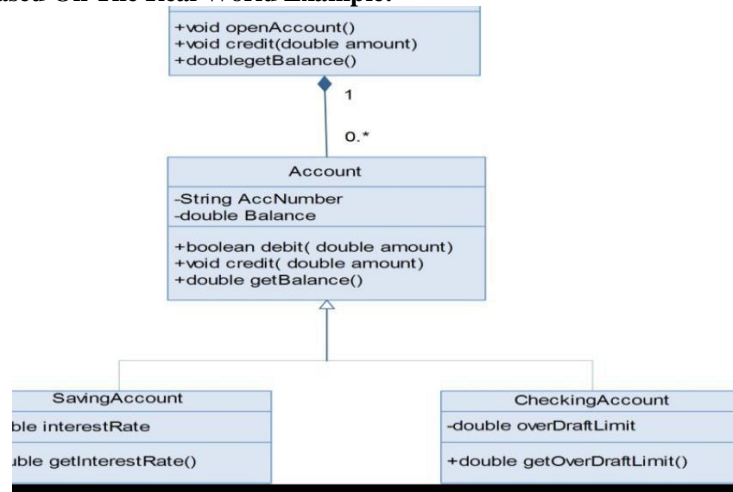 +void openAccount()
+void credit(double amount)
+doublegetBalance()
1
0.*
Account
-String AccNumber
-double Balance
+boolean debit( double amount)
+void credit( double amount)
+double getBalance()
SavingAccount
CheckingAccount
interestRate
-double overDraftLimit
getInterestRate()
+double getOverDraftLimit()